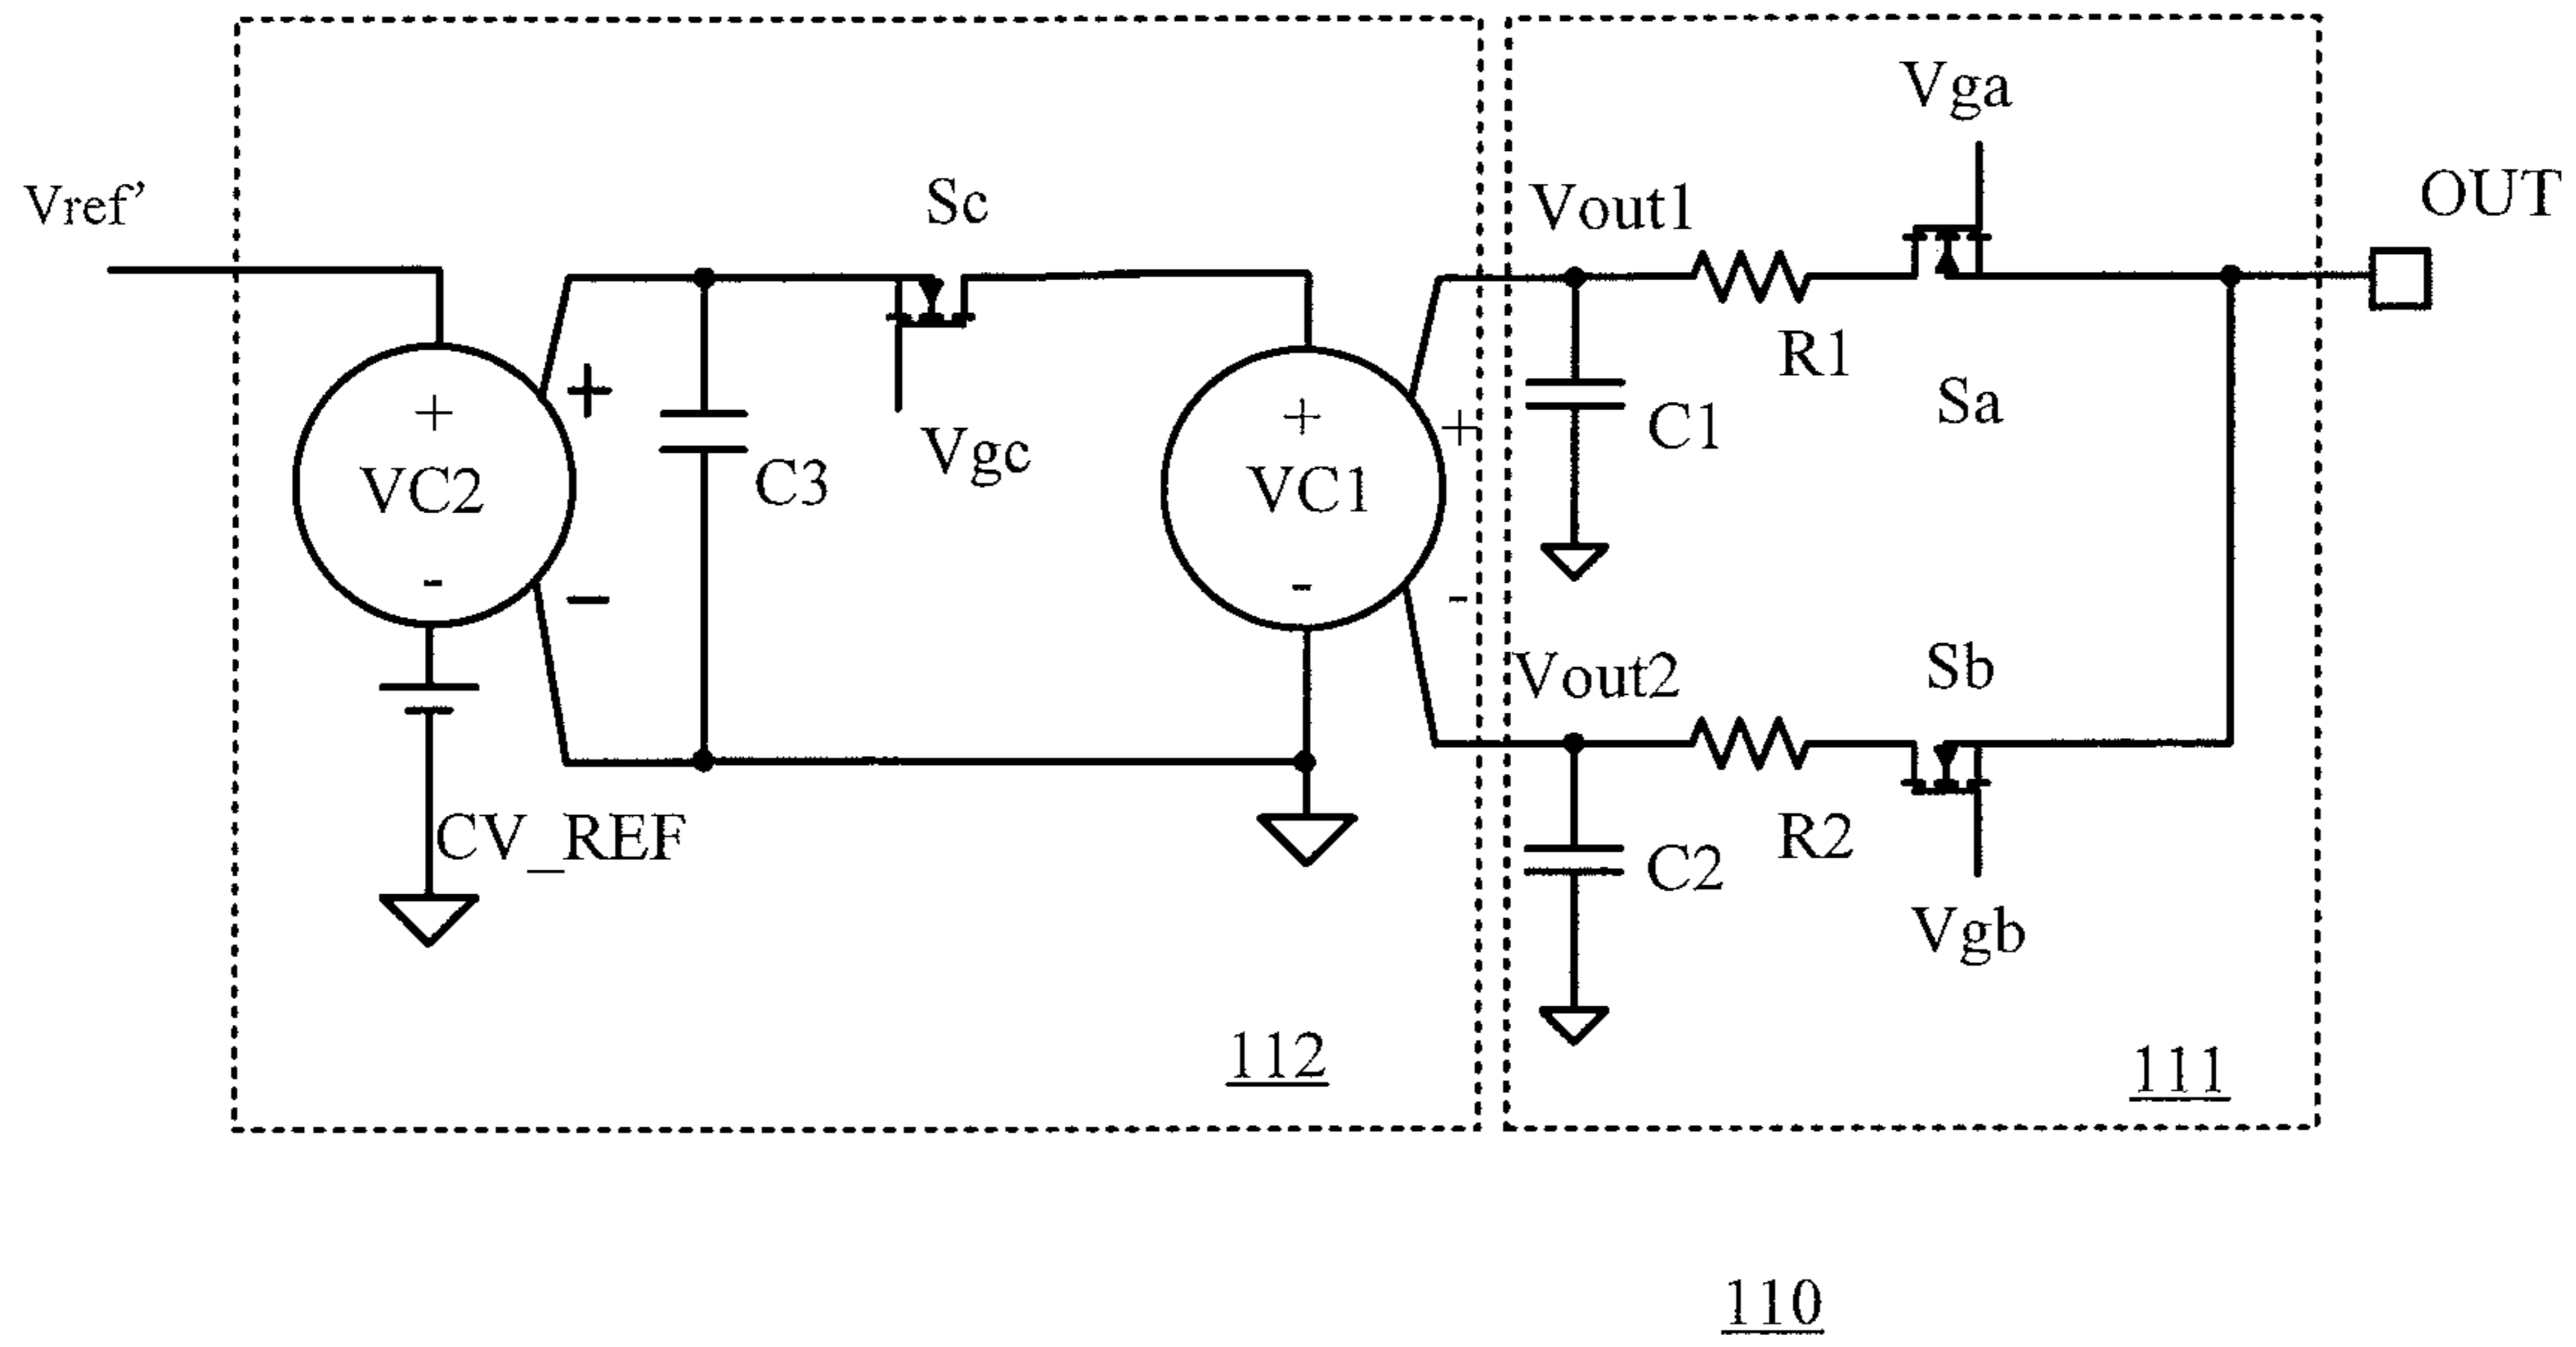 Vga
OUT
Vref’
Sc
Vout1
+
+
+
+
R1
Sa
C1
Vgc
VC2
C3
VC1
-
-
-
-
Vout2
Sb
CV_REF
R2
C2
Vgb
112
111
110